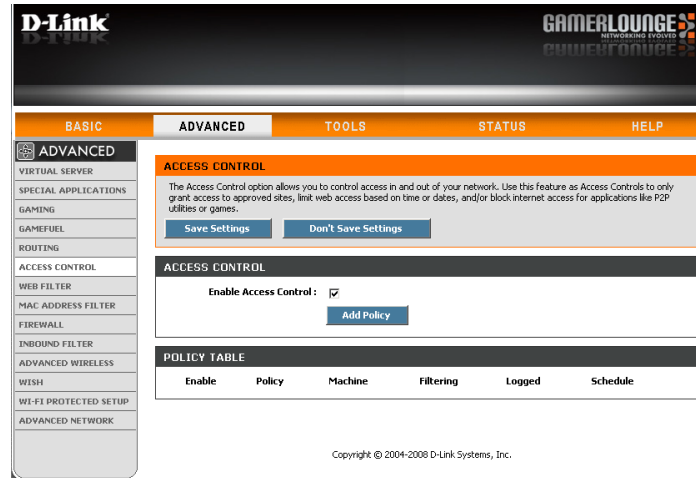 D-Link
GAMERLOUNGE
NETWORKING EVOLVED
BASIC
ADVANCED
TOOLS
STATUS
HELP
ADVANCED
VIRTUAL SERVER
SPECIAL APPLICATIONS
GAMING
GAMEFUEL
ROUTING
ACCESS CONTROL
WEB FILTER
MAC ADDRESS FILTER
FIREWALL
INBOUND FILTER
ADVANCED WIRELESS
WISH
WI-FI PROTECTED SETUP
ADVANCED NETWORK
ACCESS CONTROL
The Access Control option allows you to control access in and out of your network. Use this feature as Access Controls to only
grant access to approved sites, limit web access based on time or dates, and/or block internet access for applications like P2P
utilities or games.
Save Settings
Don't Save Settings
ACCESS CONTROL
Enable Access Control :
Add Policy
POLICY TABLE
Enable Policy Machine Filtering Logged Schedule
Copyright © 2004-2008 D-Link Systems, Inc.